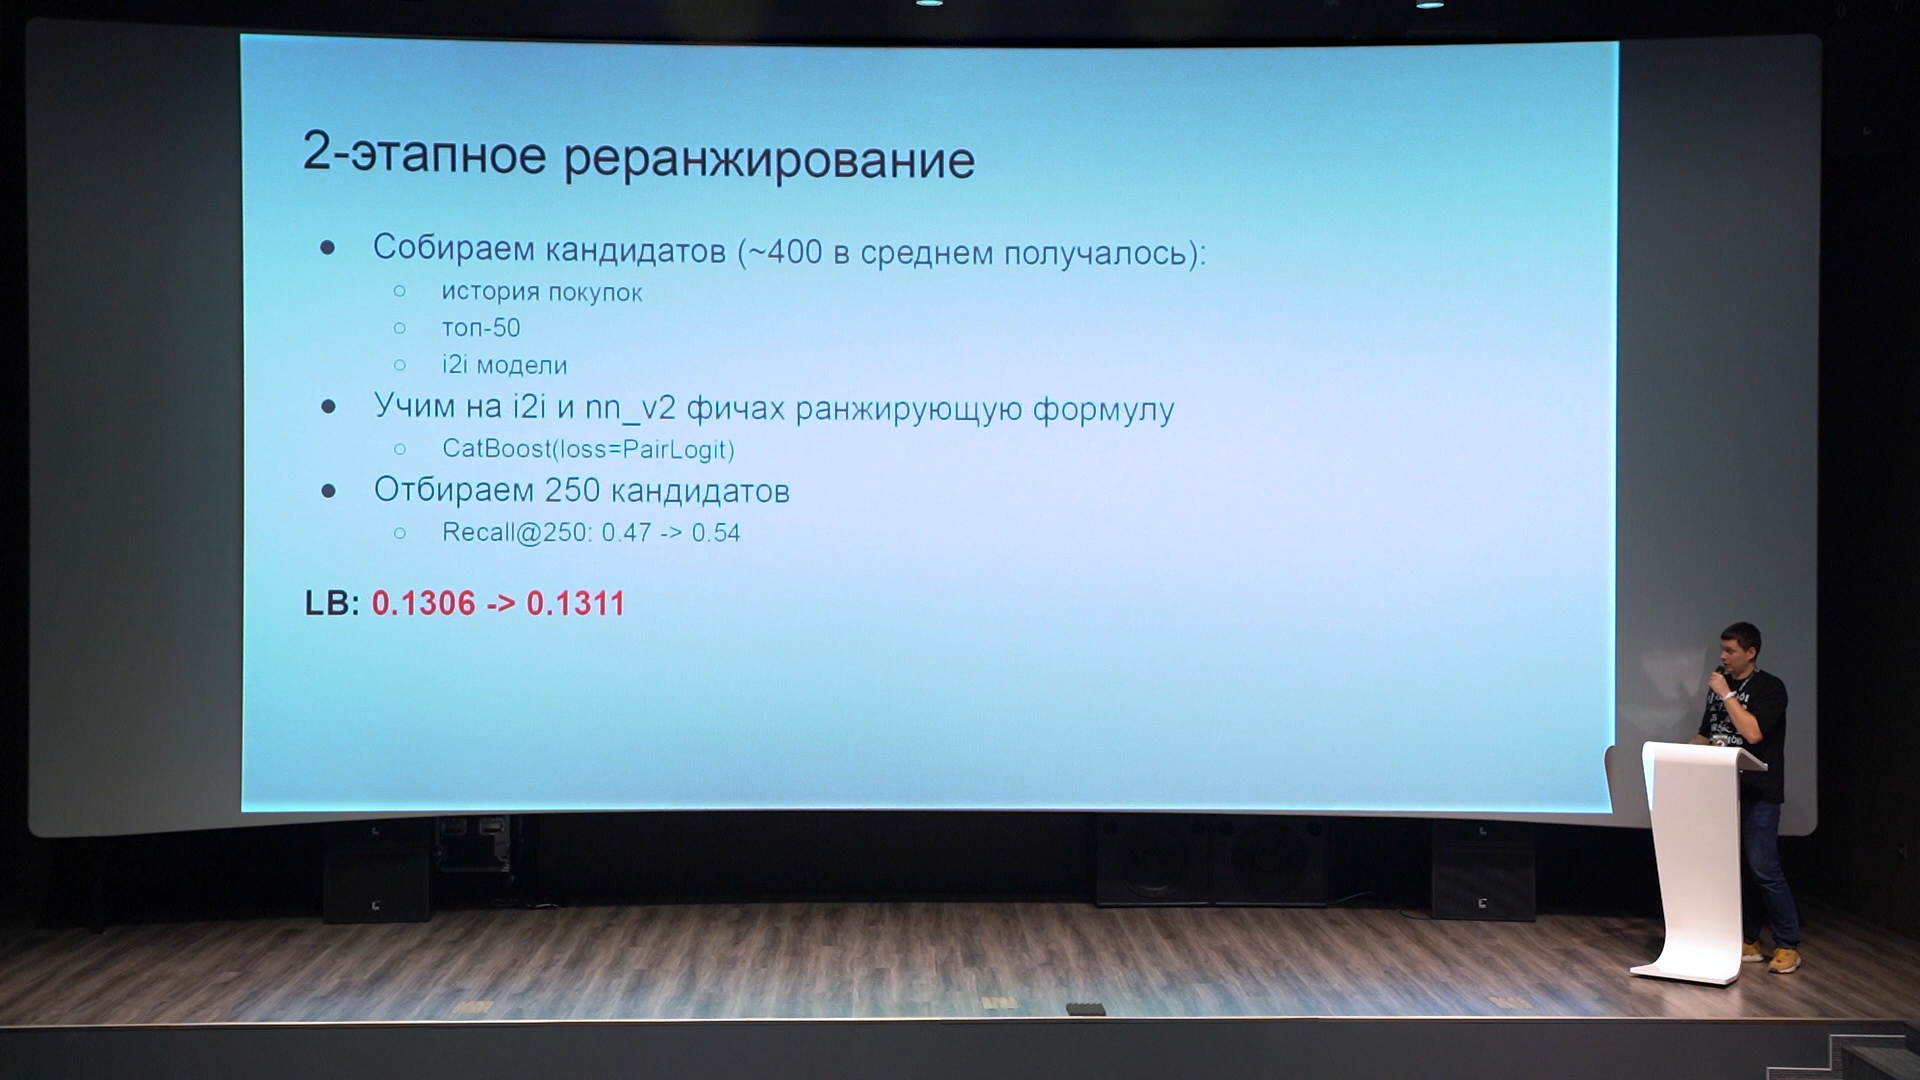 2-этапное реранжирование
● Собираем кандидатов (~400 в среднем получалось):
○ история покупок
○ топ-50
○ i2i модели
● Учим на i2i и nn_v2 фичах ранжирующую формулу
○ CatBoost(loss=PairLogit)
● Отбираем 250 кандидатов
○ Recall@250: 0.47 -> 0.54
LB: 0.1306 -> 0.1311